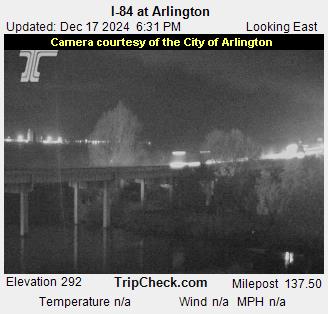 I-84 at Arlington
Updated: Dec 17 2024 6:31 PM Looking East
Camera courtesy of the City of Arlington
Elevation 292 TripCheck.com Milepost 137.50
Temperature n/a Wind n/a MPH n/a